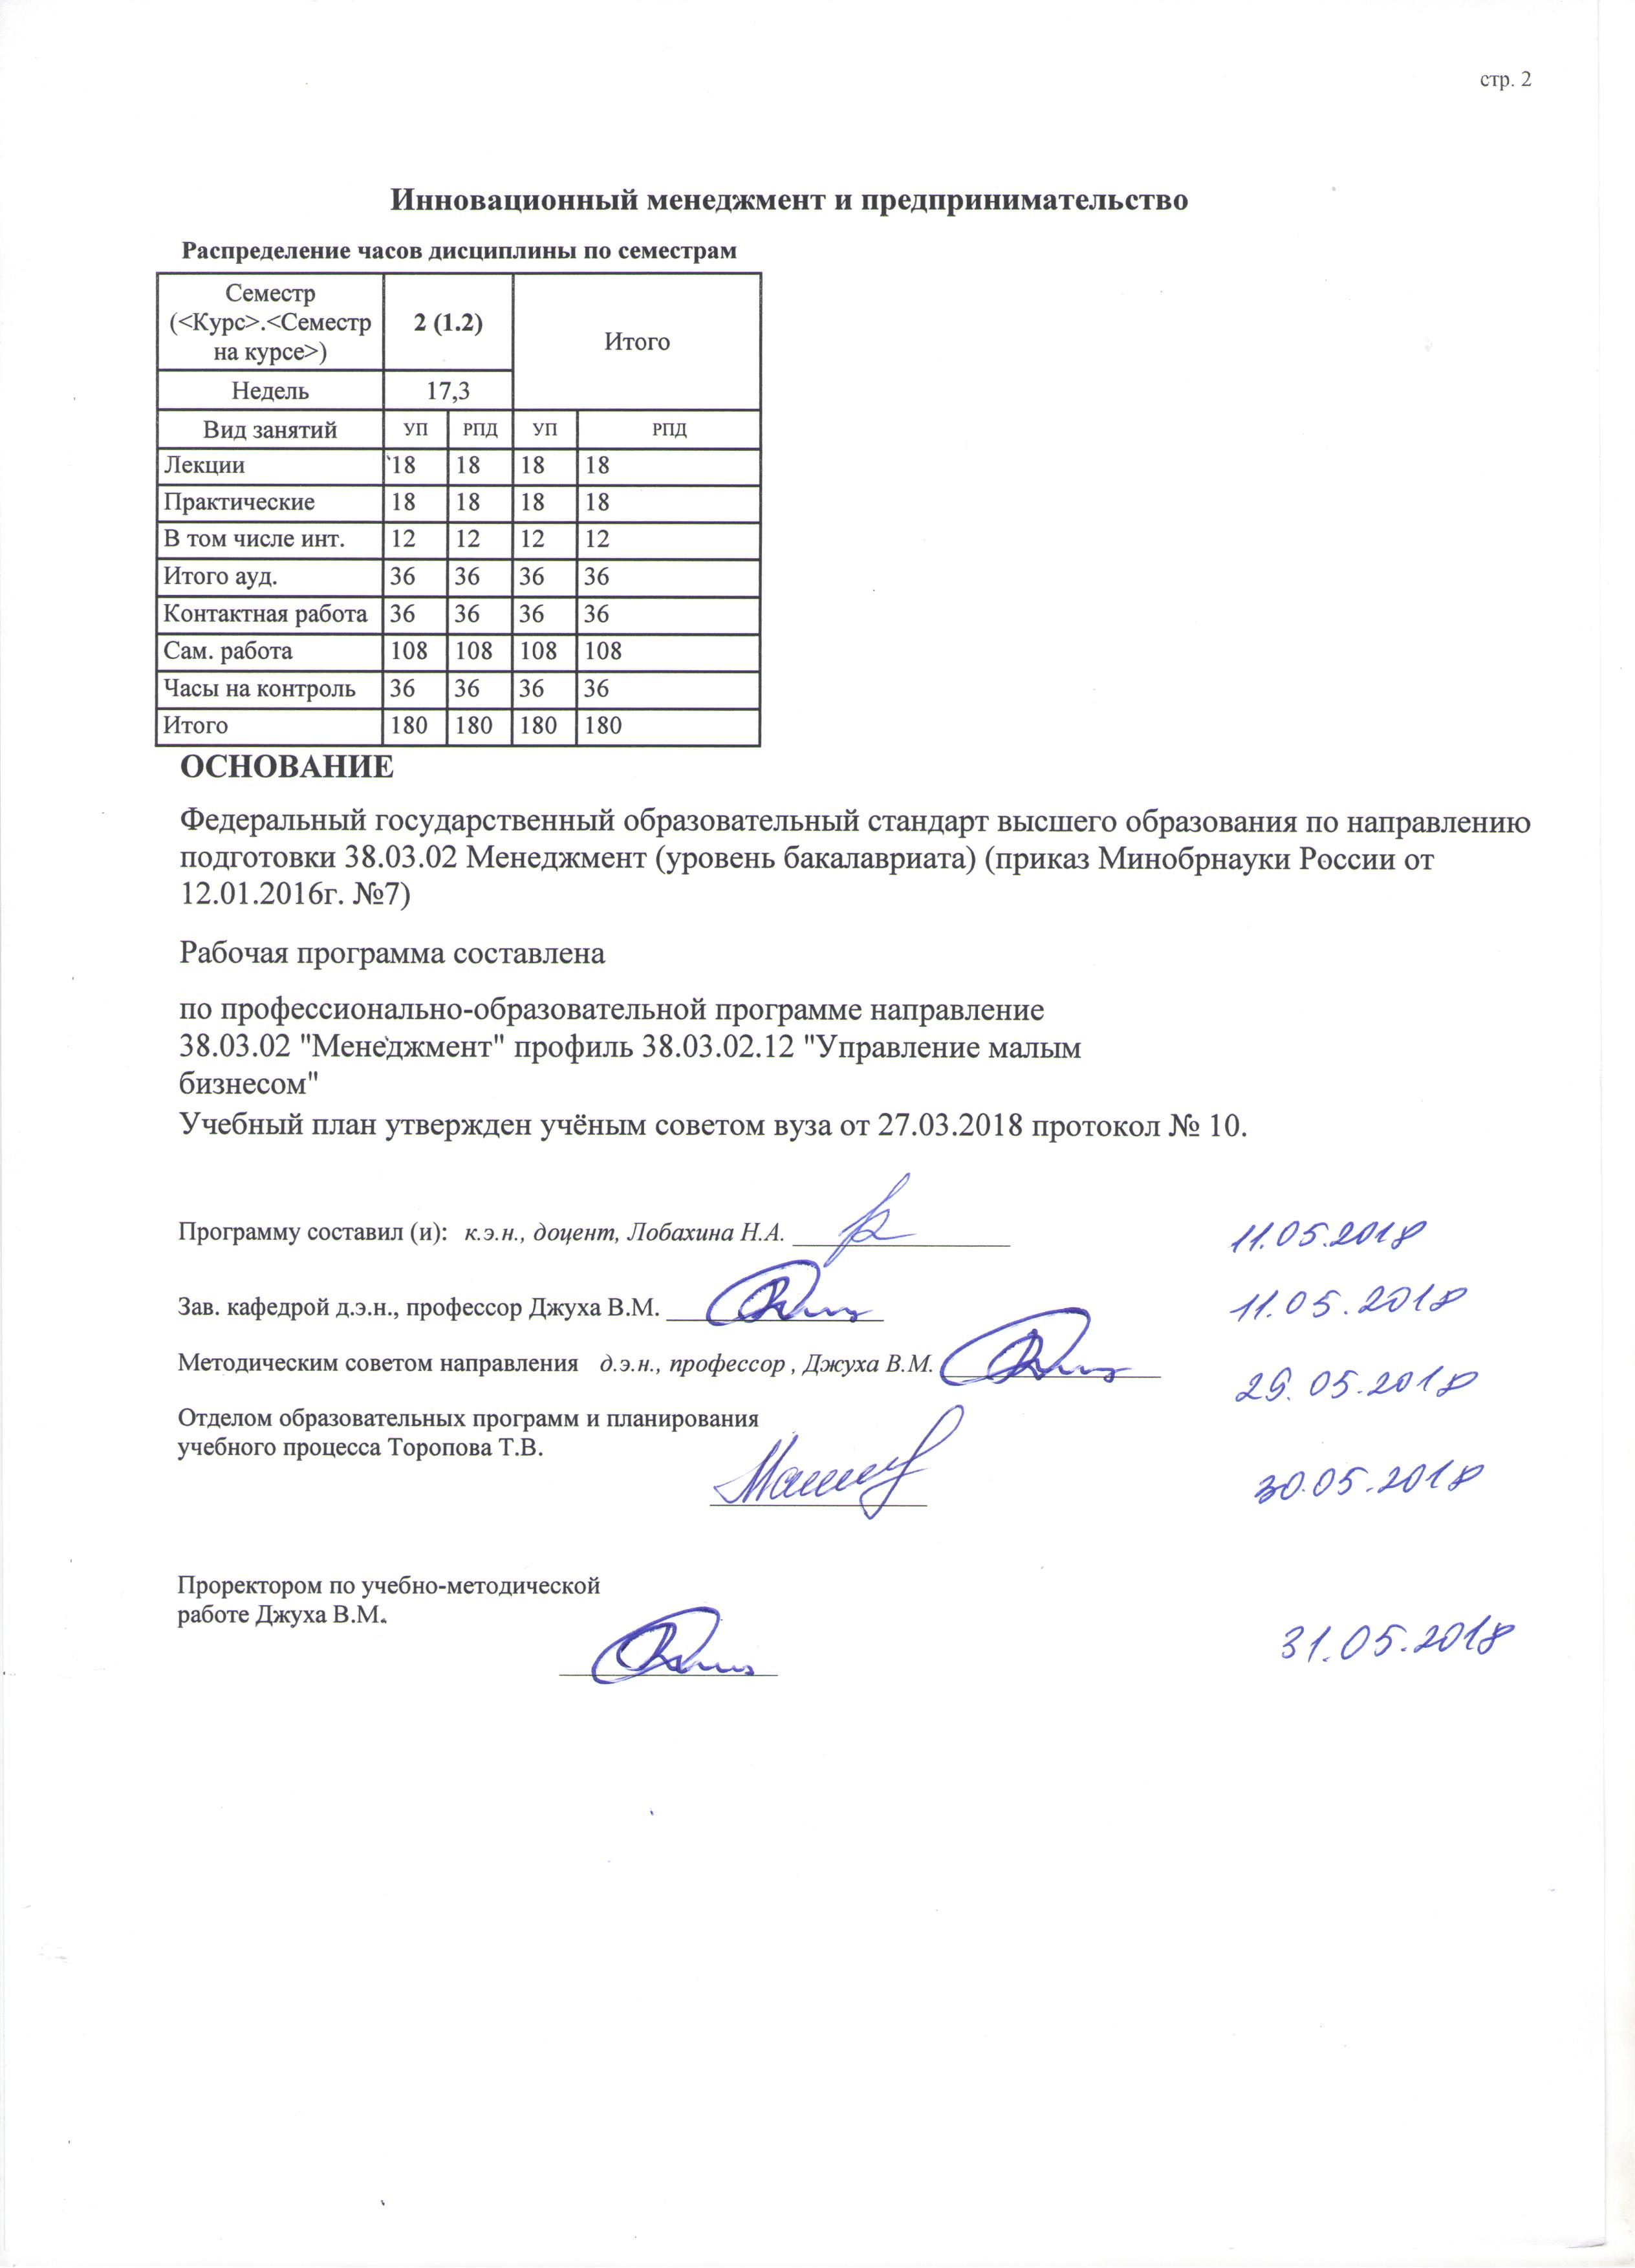 стр. 2
Инновационный менеджмент и предпринимательство
Распределение часов дисциплины по семестрам
Семестр
(<Курс>.<Семестр
на курсе>)
2 (1.2)
Итого
Недель 17,3
Вид занятий УП РПД УП РПД
Лекции 18 18 18 18
Практические 18 18 18 18
В том числе инт. 12 12 12 12
Итого ауд. 36 36 36 36
Контактная работа 36 36 36 36
Сам. работа 108 108 108 108
Часы на контроль 36 36 36 36
Итого 180 180 180 180
ОСНОВАНИЕ
Федеральный государственный образовательный стандарт высшего образования по направлению
подготовки 38.03.02 Менеджмент (уровень бакалавриата) (приказ Минобрнауки России от
12.01.2016г. №7)
Рабочая программа составлена
по профессионально-образовательной программе направление
38.03.02 "Менеджмент" профиль 38.03.02.12 "Управление малым
бизнесом"
Учебный план утвержден учёным советом вуза от 27.03.2018 протокол № 10.
Программу составил (и): к.э.н., доцент, Лобахина Н.А. 11.05.2018
Зав. кафедрой д.э.н., профессор Джуха В.М. 11.05.2018
Методическим советом направления д.э.н., профессор , Джуха В.М.
05.2018
Отделом образовательных программ и планирования
учебного процесса Торопова Т.В.
30.05.2018
Проректором по учебно-методической
работе Джуха В.М.
31.05.2018